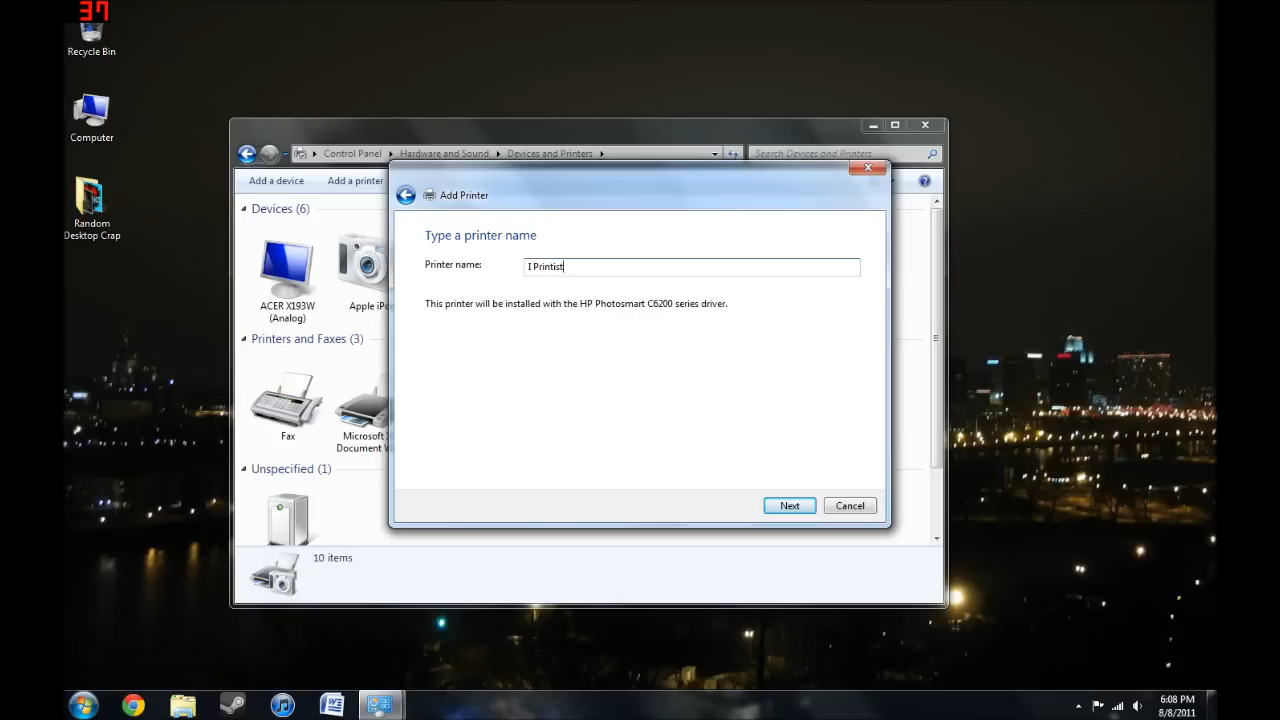 37
Recycle Bin
Computer
Random
Desktop Crap
Control Panel
Hardware and Sound
Devices and Printers
Search Devices and Printers
Add a device
Add a printer
Devices (6)
ACER X193W
(Analog)
Apple iPo
Printers and Faxes (3)
Fax
Microsoft
Document W
Unspecified (1)
10 items
Add Printer
Type a printer name
Printer name:
I Printist
This printer will be installed with the HP Photosmart C6200 series driver.
Next
Cancel
6:08 PM
8/8/2011